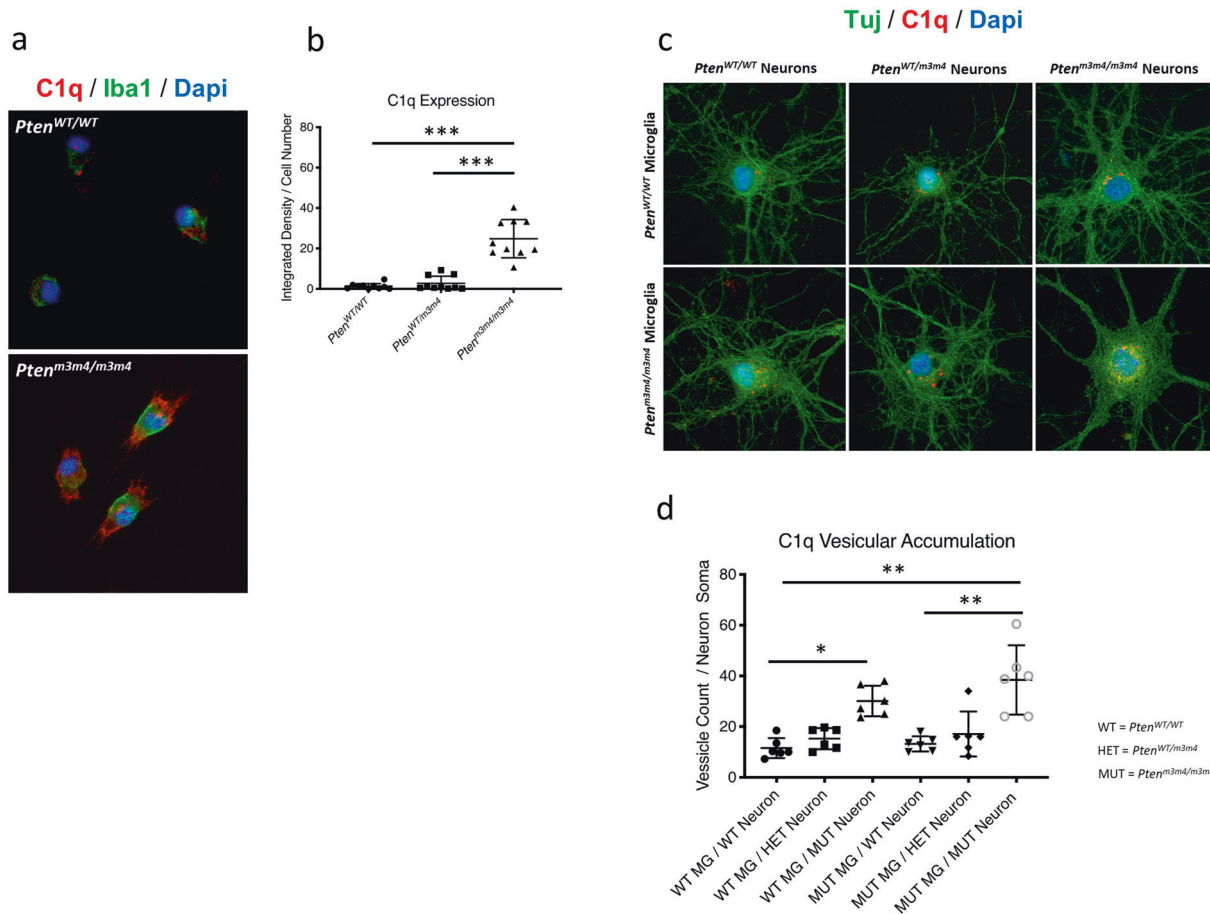 a
C1q / Iba1 / Dapi
Pten^WT/WT
Pten^m3m4/m3m4
b
C1q Expression
***
***
Integrated Density / Cell Number
80
60
40
20
0
Pten^WT/WT
Pten^WT/m3m4
Pten^m3m4/m3m4
Tuj / C1q / Dapi
c
Pten^WT/WT Neurons
Pten^WT/m3m4 Neurons
Pten^m3m4/m3m4 Neurons
Pten^WT/WT Microglia
Pten^m3m4/m3m4 Microglia
d
C1q Vesicular Accumulation
**
**
*
Vessicle Count / Neuron Soma
80
60
40
20
0
WT MG / WT Neuron
WT MG / HET Neuron
WT MG / MUT Nueron
MUT MG / WT Neuron
MUT MG / HET Neuron
MUT MG / MUT Neuron
WT = Pten^WT/WT
HET = Pten^WT/m3m4
MUT = Pten^m3m4/m3m